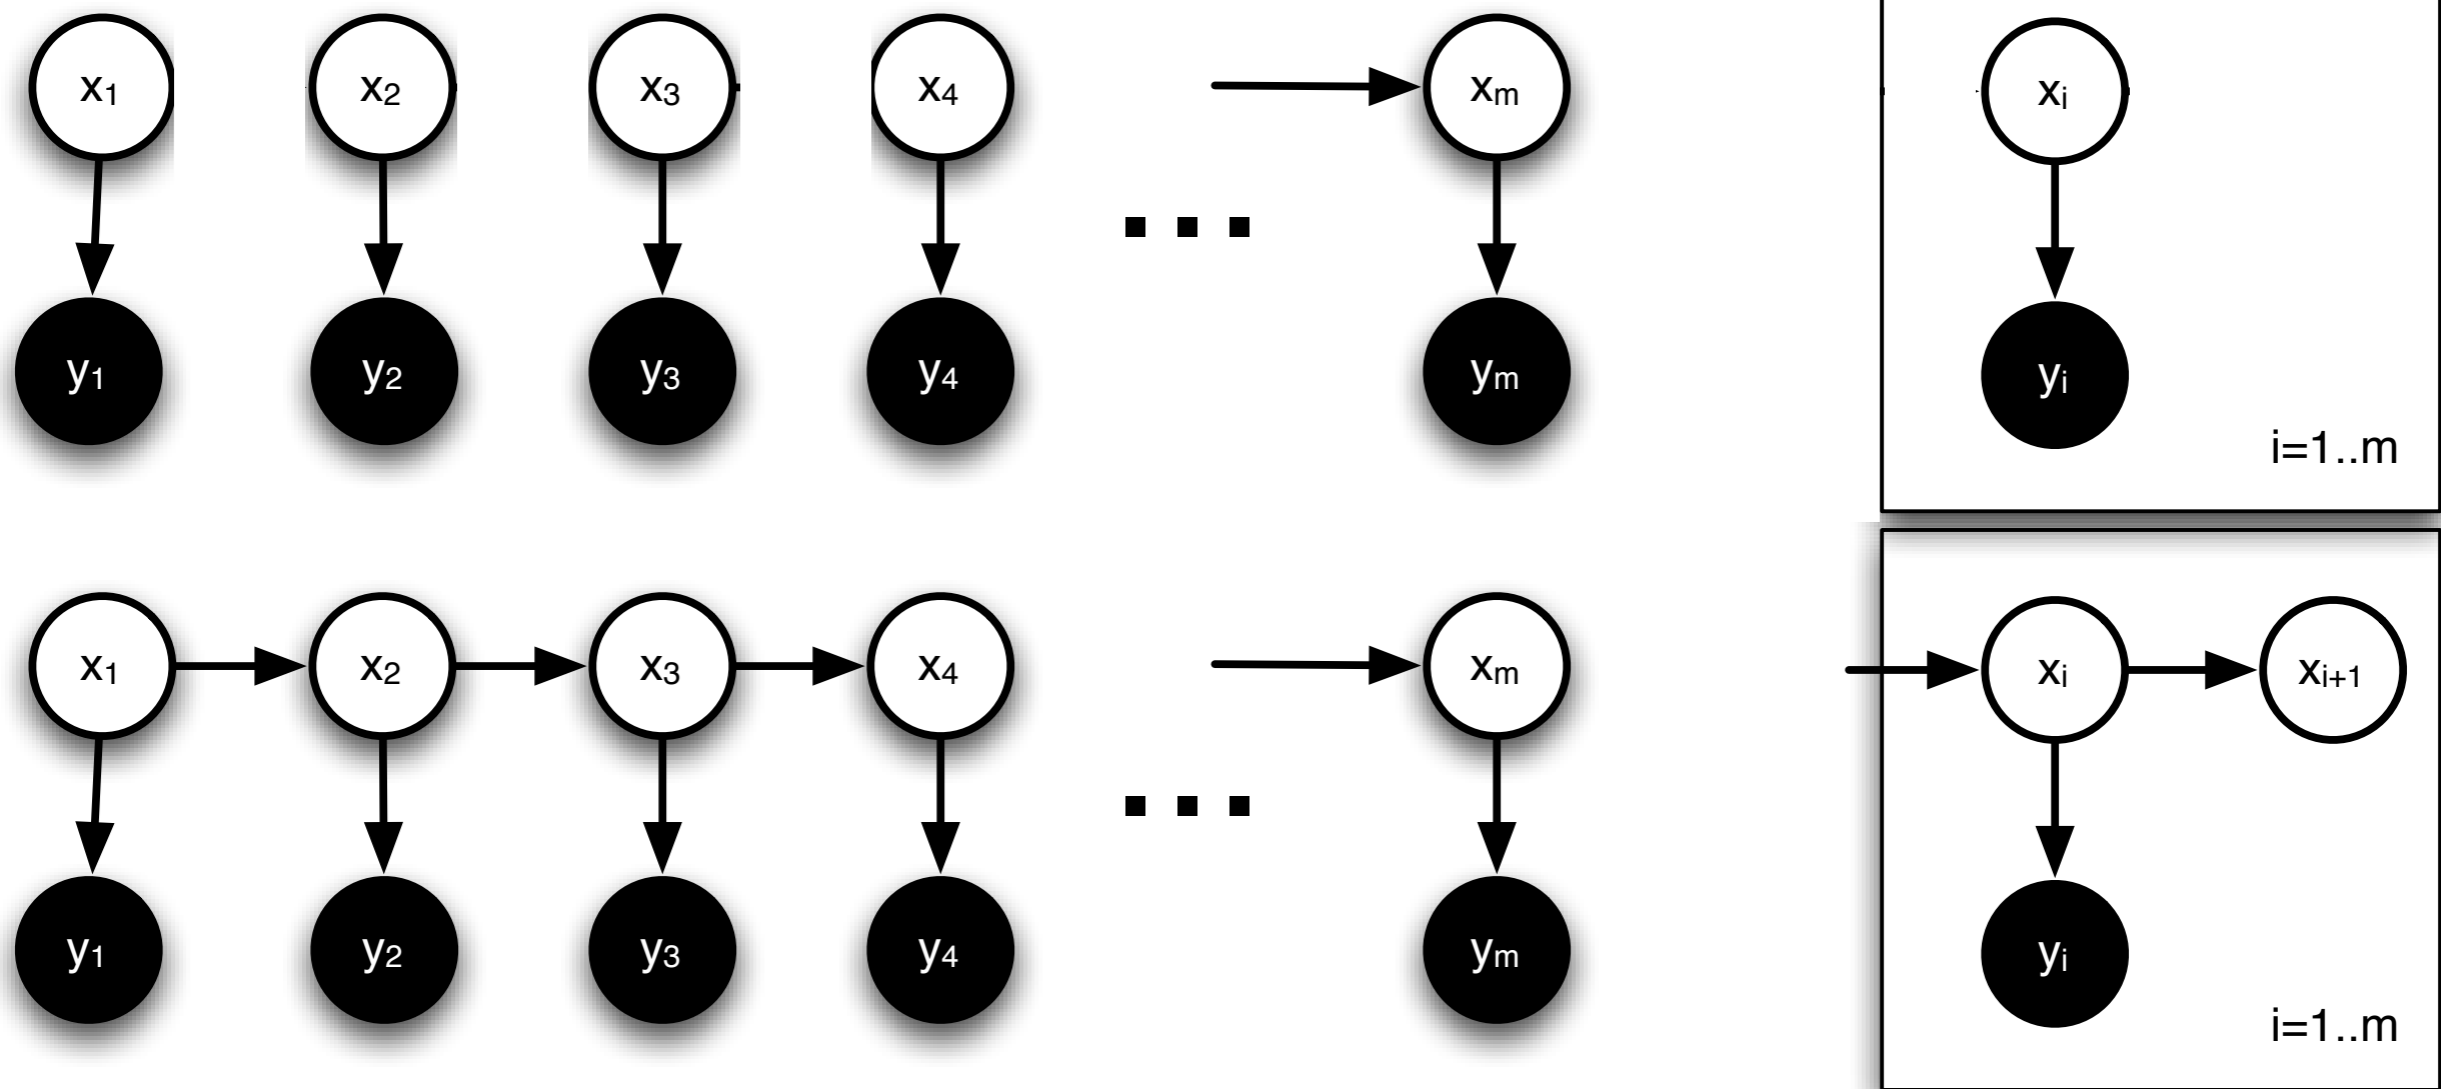 x1 x2 x3 x4 xm xi
y1 y2 y3 y4 ... ym yi
i=1..m
x1 x2 x3 x4 xm xi xi+1
y1 y2 y3 y4 ... ym yi
i=1..m